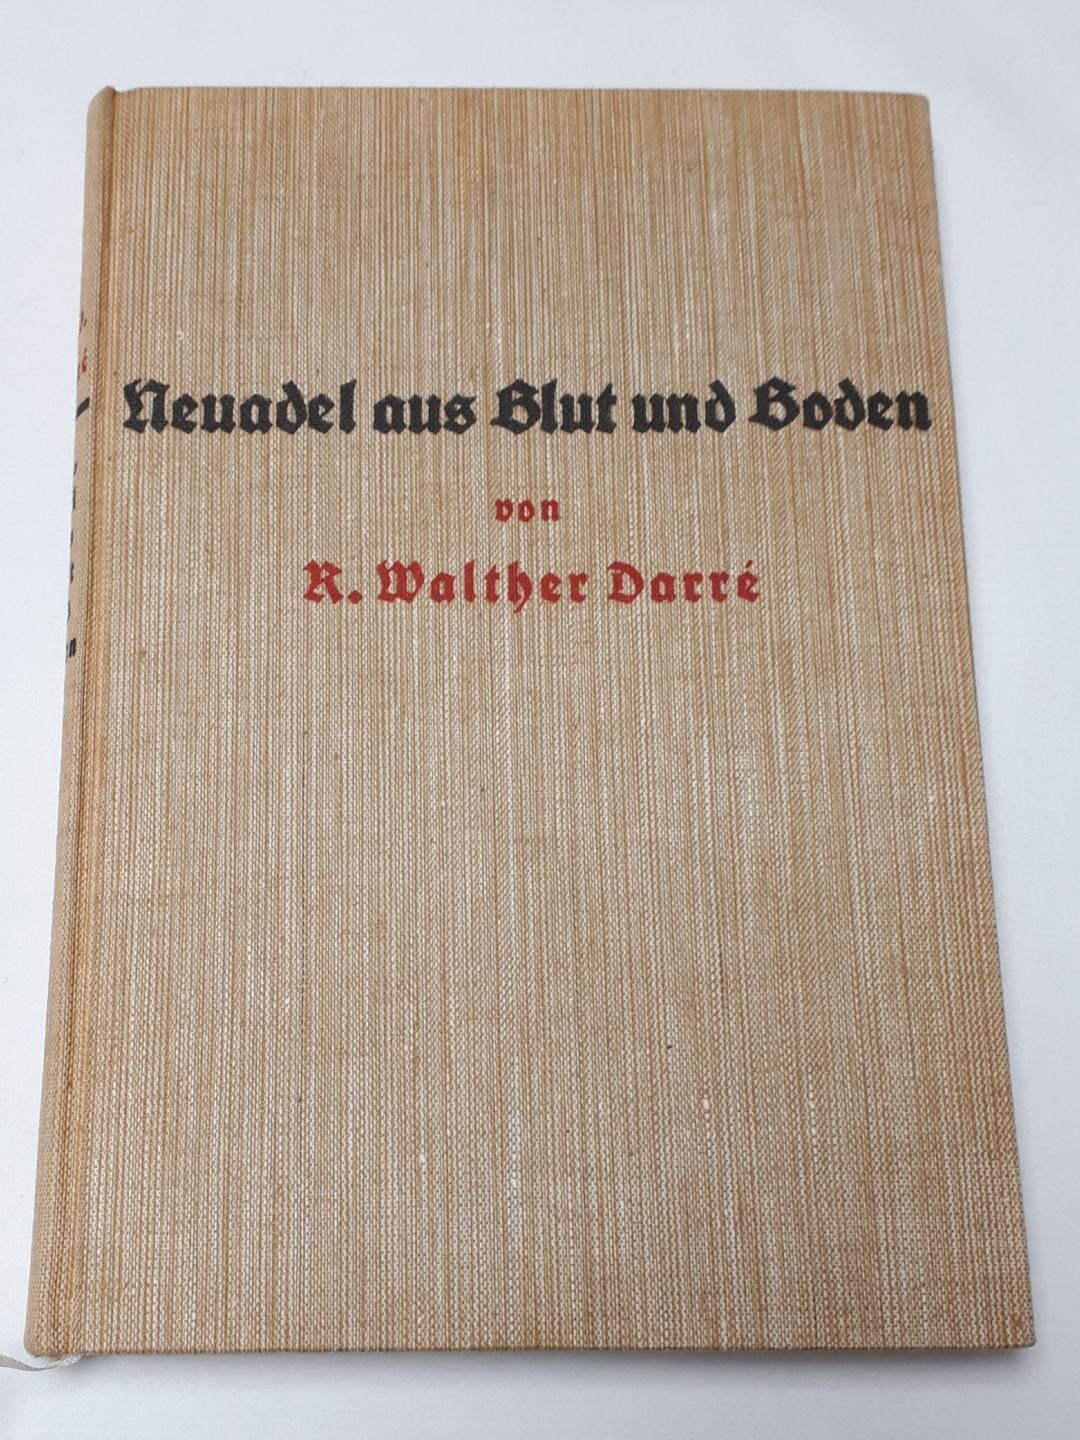 Neuadel aus Blut und Boden
von
R. Walther Darré